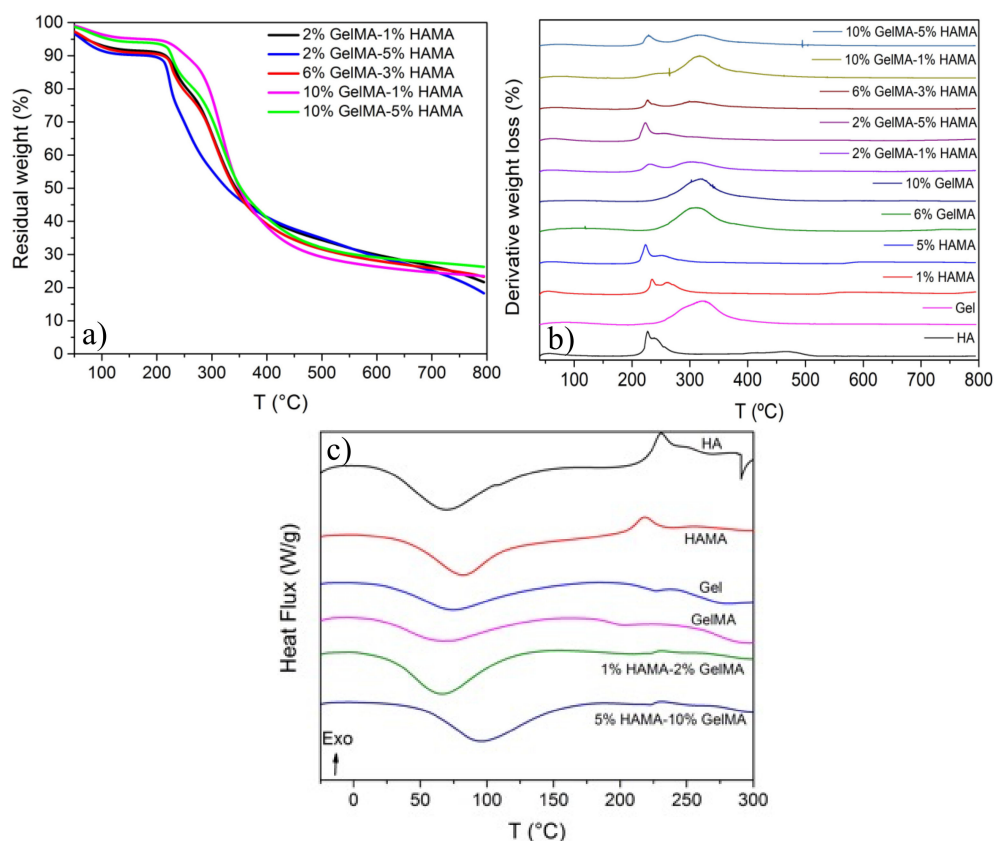 a)
Residual weight (%)
100
90
80
70
60
50
40
30
20
10
0
100 200 300 400 500 600 700 800
T (°C)
2% GelMA-1% HAMA
2% GelMA-5% HAMA
6% GelMA-3% HAMA
10% GelMA-1% HAMA
10% GelMA-5% HAMA
b)
Derivative weight loss (%)
10% GelMA-5% HAMA
10% GelMA-1% HAMA
6% GelMA-3% HAMA
2% GelMA-5% HAMA
2% GelMA-1% HAMA
10% GelMA
6% GelMA
5% HAMA
1% HAMA
Gel
HA
100 200 300 400 500 600 700 800
T (ºC)
c)
Heat Flux (W/g)
HA
HAMA
Gel
GelMA
1% HAMA-2% GelMA
5% HAMA-10% GelMA
Exo
0 50 100 150 200 250 300
T (°C)